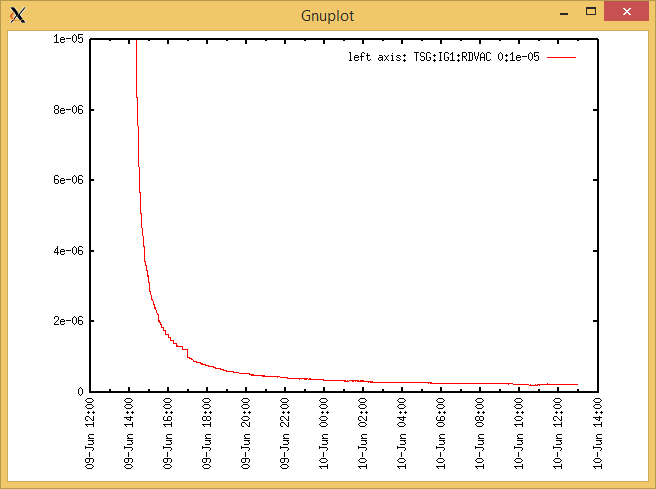 Gnuplot
left axis: TSG:IG1:RDVAC 0:1e-05
1e-05
8e-06
6e-06
4e-06
2e-06
0
09-Jun 12:00
09-Jun 14:00
09-Jun 16:00
09-Jun 18:00
09-Jun 20:00
09-Jun 22:00
10-Jun 00:00
10-Jun 02:00
10-Jun 04:00
10-Jun 06:00
10-Jun 08:00
10-Jun 10:00
10-Jun 12:00
10-Jun 14:00